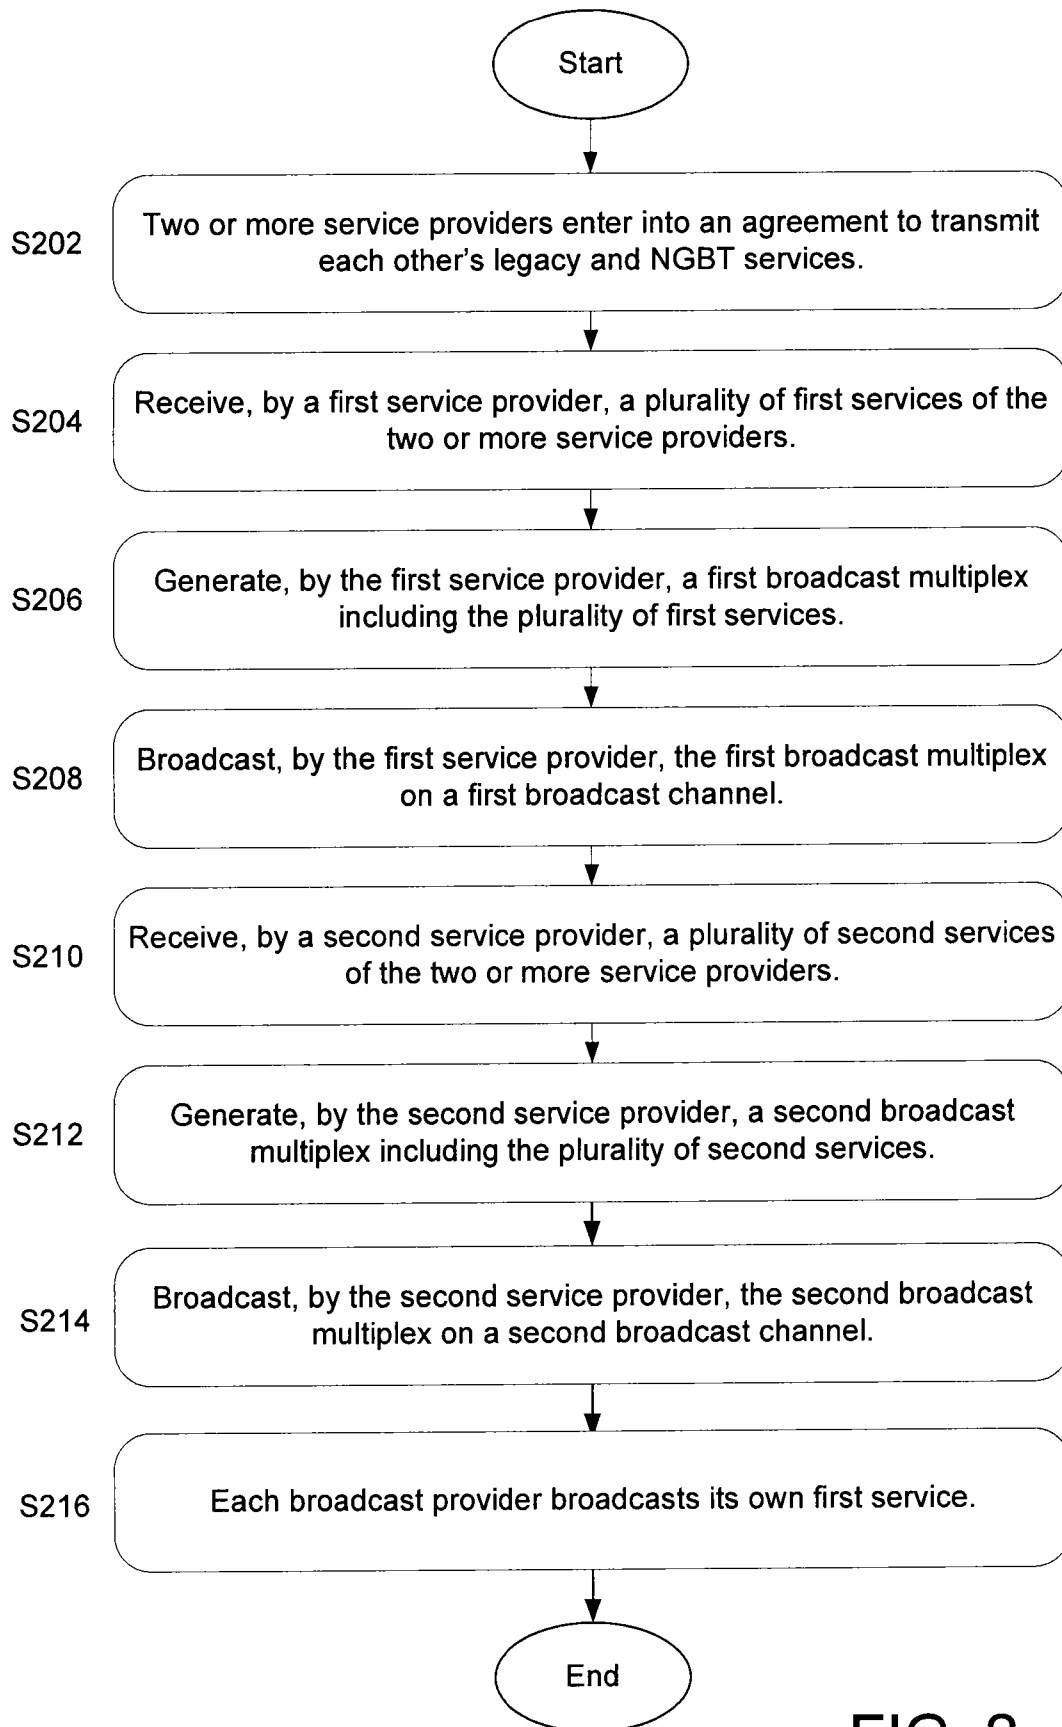 Start
S202
Two or more service providers enter into an agreement to transmit
each other's legacy and NGBT services.
S204
Receive, by a first service provider, a plurality of first services of the
two or more service providers.
S206
Generate, by the first service provider, a first broadcast multiplex
including the plurality of first services.
S208
Broadcast, by the first service provider, the first broadcast multiplex
on a first broadcast channel.
S210
Receive, by a second service provider, a plurality of second services
of the two or more service providers.
S212
Generate, by the second service provider, a second broadcast
multiplex including the plurality of second services.
S214
Broadcast, by the second service provider, the second broadcast
multiplex on a second broadcast channel.
S216
Each broadcast provider broadcasts its own first service.
End